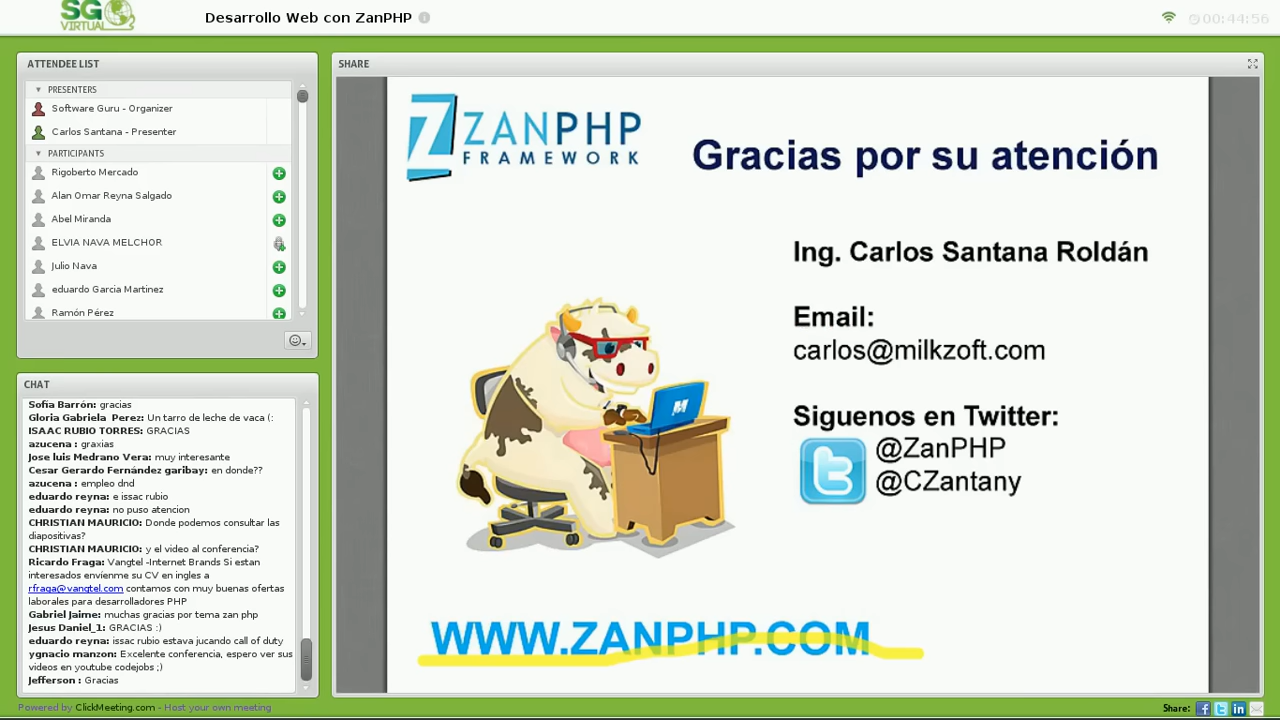 SG
VIRTUAL
Desarrollo Web con ZanPHP
00:44:56
ATTENDEE LIST
PRESENTERS
Software Guru - Organizer
Carlos Santana - Presenter
PARTICIPANTS
Rigoberto Mercado
Alan Omar Reyna Salgado
Abel Miranda
ELVIA NAVA MELCHOR
Julio Nava
eduardo Garcia Martinez
Ramón Pérez
CHAT
Sofía Barrón: gracias
Gloria Gabriela Perez: Un tarro de leche de vaca (:
ISAAC RUBIO TORRES: GRACIAS
azucena : graxias
Jose luis Medrano Vera: muy interesante
Cesar Gerardo Fernández garibay: en donde??
azucena : empleo dnd
eduardo reyna: e issac rubio
eduardo reyna: no puso atencion
CHRISTIAN MAURICIO: Donde podemos consultar las
diapositivas?
CHRISTIAN MAURICIO: y el video al conferencia?
Ricardo Fraga: Vangtel -Internet Brands Si estan
interesados envienme su CV en ingles a
rfraga@vangtel.com contamos con muy buenas ofertas
laborales para desarrolladores PHP
Gabriel Jaime: muchas gracias por tema zan php
Jesus Daniel_1: GRACIAS :)
eduardo reyna: issac rubio estava jucando call of duty
ygnacio manzon: Excelente conferencia, espero ver sus
videos en youtube codejobs ;)
Jefferson : Gracias
SHARE
ZANPHP
FRAMEWORK
Gracias por su atención
Ing. Carlos Santana Roldán
Email:
carlos@milkzoft.com
Siguenos en Twitter:
@ZanPHP
@CZantany
WWW.ZANPHP.COM
Powered by ClickMeeting.com - Host your own meeting
Share: